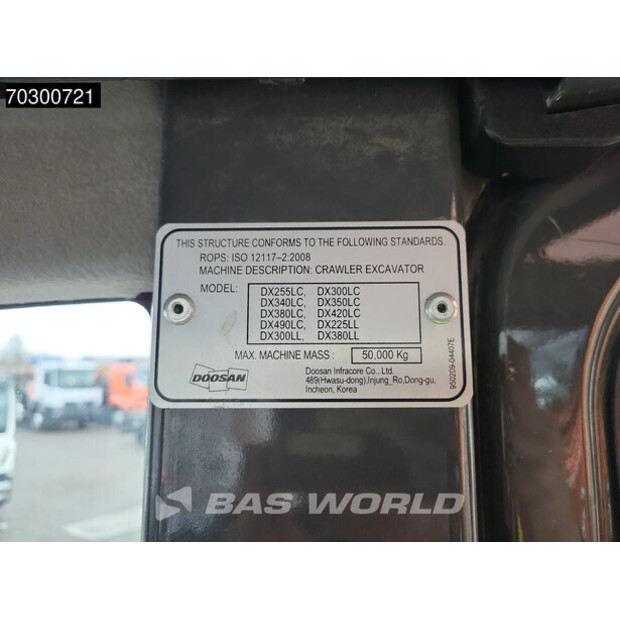 70300721
THIS STRUCTURE CONFORMS TO THE FOLLOWING STANDARDS.
ROPS: ISO 12117-2:2008
MACHINE DESCRIPTION: CRAWLER EXCAVATOR
MODEL: DX255LC, DX300LC
DX340LC, DX350LC
DX380LC, DX420LC
DX490LC, DX225LL
DX300LL, DX380LL
MAX. MACHINE MASS : 50,000 Kg
DOOSAN
Doosan Infracore Co., Ltd.
489(Hwasu-dong),Injung_Ro,Dong-gu,
Incheon, Korea
950209-04407E
BAS WORLD